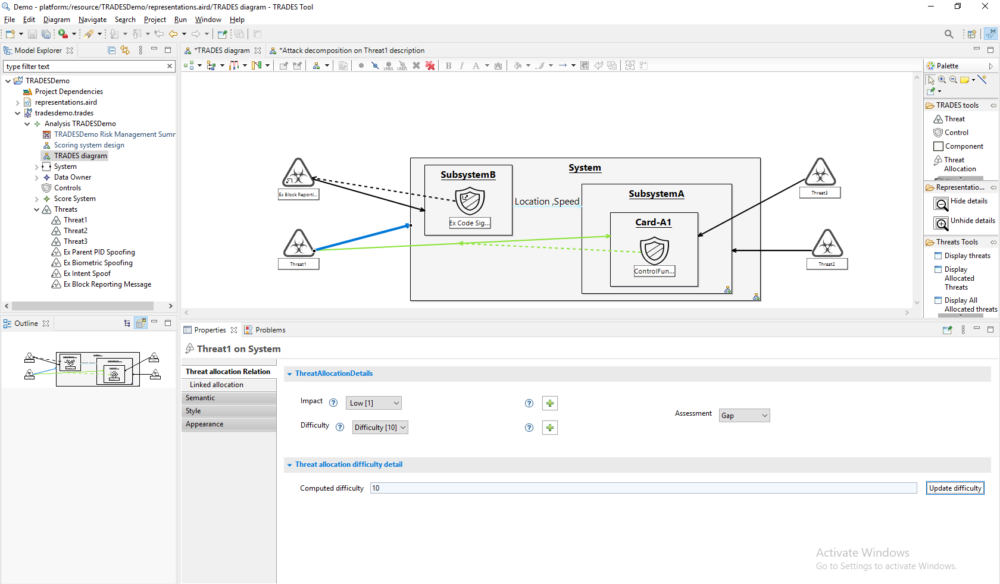 Demo - platform:/resource/TRADESDemo/representations.aird/TRADES diagram - TRADES Tool
File Edit Diagram Navigate Search Project Run Window Help
Model Explorer
type filter text
TRADESDemo
Project Dependencies
representations.aird
tradesdemo.trades
Analysis TRADESDemo
TRADESDemo Risk Management Summ
Scoring system design
TRADES diagram
System
Data Owner
Controls
Score System
Threats
Threat1
Threat2
Threat3
Ex Parent PID Spoofing
Ex Biometric Spoofing
Ex Intent Spoof
Ex Block Reporting Message
Outline
*TRADES diagram
*Attack decomposition on Threat1 description
LABEL LABEL
B I A
System
SubsystemB
Ex Block Reporti...
Ex Code Sig...
Location ,Speed
SubsystemA
Card-A1
ControlFun...
Threat1
Threat3
Threat2
Palette
TRADES tools
Threat
Control
Component
Threat
Allocation
Representatio...
Hide details
Unhide details
Threats Tools
Display threats
Display
Allocated
Threats
Display All
Allocated threats
Properties
Problems
Threat1 on System
Threat allocation Relation
Linked allocation
Semantic
Style
Appearance
ThreatAllocationDetails
Impact ? Low [1] ?
Difficulty ? Difficulty [10] ?
Assessment Gap
Threat allocation difficulty detail
Computed difficulty 10 Update difficulty
Activate Windows
Go to Settings to activate Windows.